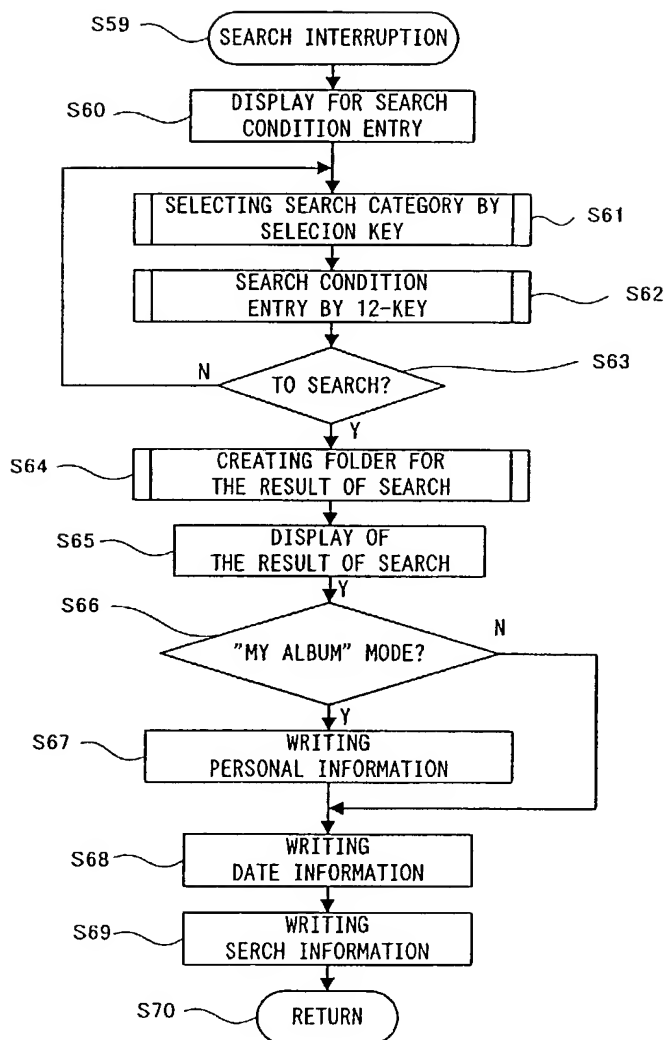 S59
SEARCH INTERRUPTION
S60
DISPLAY FOR SEARCH
CONDITION ENTRY
SELECTING SEARCH CATEGORY BY
SELECION KEY
S61
SEARCH CONDITION
ENTRY BY 12-KEY
S62
N
TO SEARCH?
S63
Y
S64
CREATING FOLDER FOR
THE RESULT OF SEARCH
S65
DISPLAY OF
THE RESULT OF SEARCH
Y
S66
"MY ALBUM" MODE?
N
Y
S67
WRITING
PERSONAL INFORMATION
S68
WRITING
DATE INFORMATION
S69
WRITING
SERCH INFORMATION
S70
RETURN